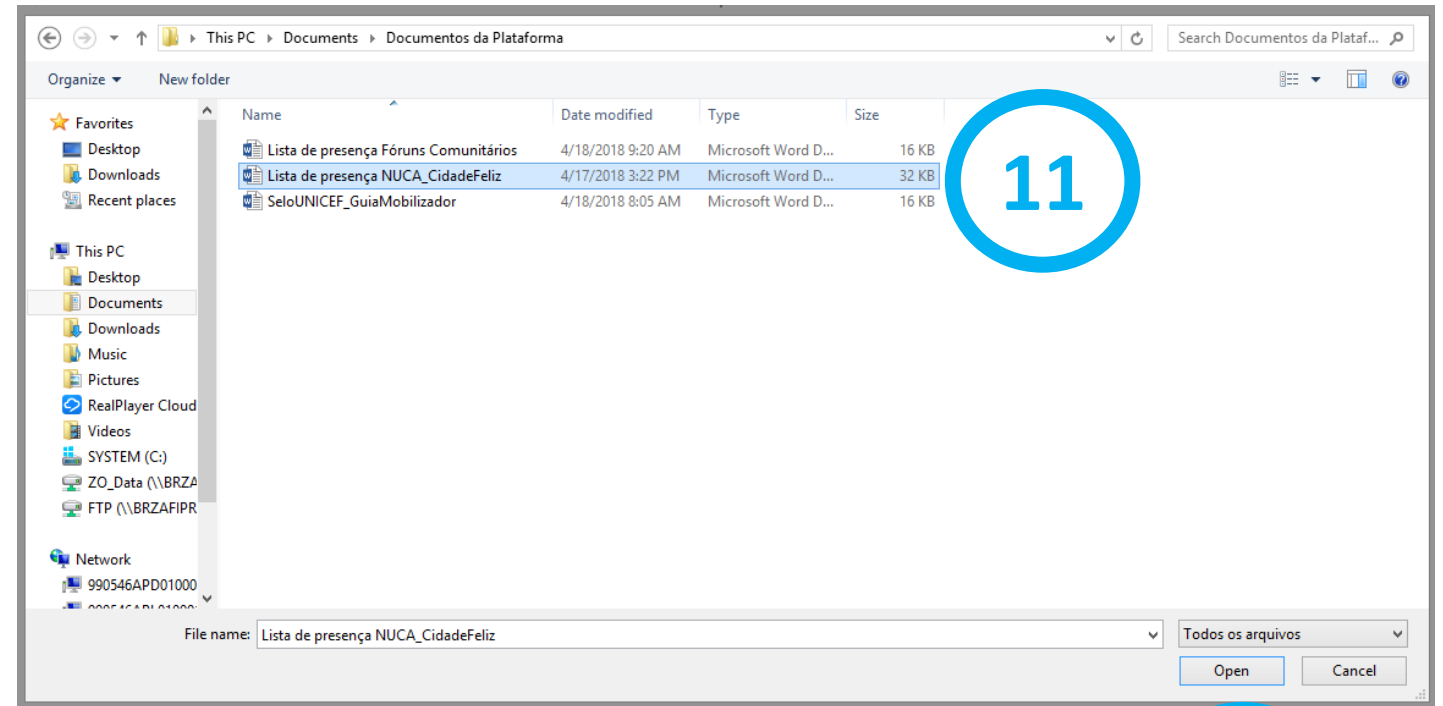 This PC Documents Documentos da Plataforma
Search Documentos da Plataf...
Organize New folder
Name Date modified Type Size
Lista de presença Fóruns Comunitários 4/18/2018 9:20 AM Microsoft Word D... 16 KB
Lista de presença NUCA_CidadeFeliz 4/17/2018 3:22 PM Microsoft Word D... 32 KB
SeloUNICEF_GuiaMobilizador 4/18/2018 8:05 AM Microsoft Word D... 16 KB
11
Favorites
Desktop
Downloads
Recent places
This PC
Desktop
Documents
Downloads
Music
Pictures
RealPlayer Cloud
Videos
SYSTEM (C:)
ZO_Data (\\BRZA
FTP (\\BRZAFIPR
Network
990546APD01000
File name: Lista de presença NUCA_CidadeFeliz
Todos os arquivos
Open Cancel